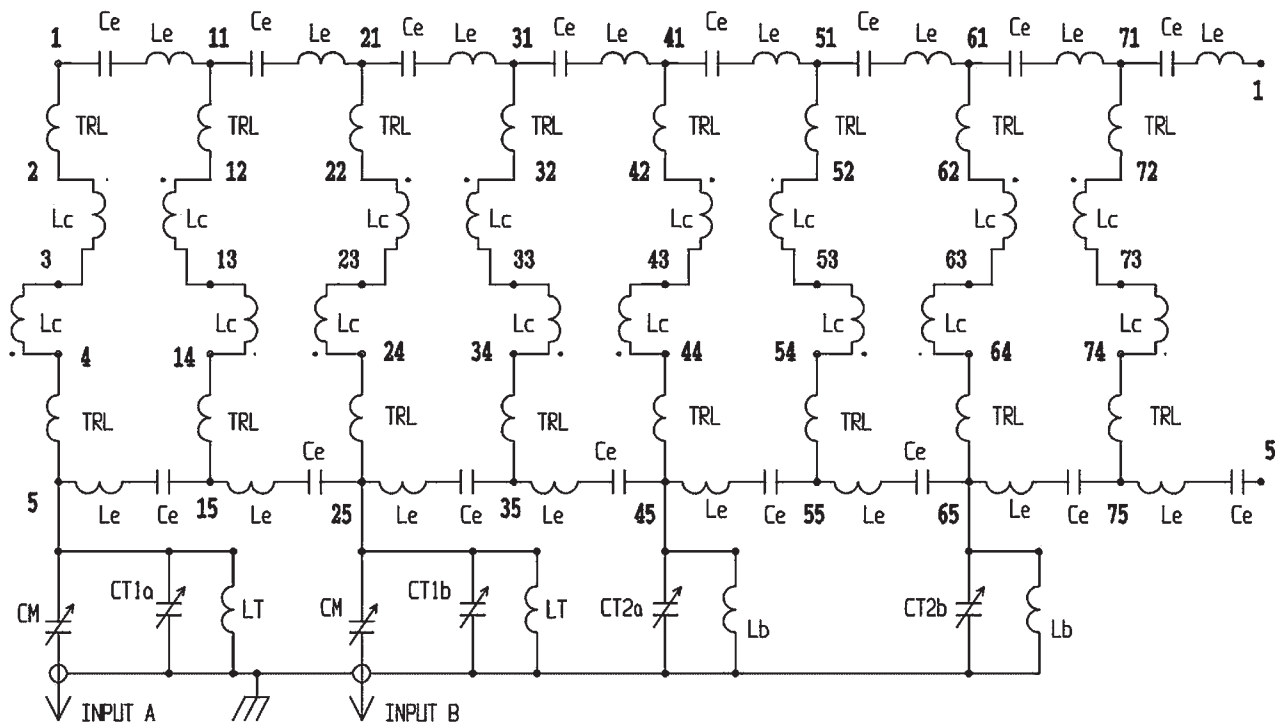 1 Ce Le 11 Ce Le 21 Ce Le 31 Ce Le 41 Ce Le 51 Ce Le 61 Ce Le 71 Ce Le
1
TRL TRL TRL TRL TRL TRL TRL TRL
2 12 22 32 42 52 62 72
Lc Lc Lc Lc Lc Lc Lc Lc
3 13 23 33 43 53 63 73
Lc Lc Lc Lc Lc Lc Lc Lc
4 14 24 34 44 54 64 74
TRL TRL TRL TRL TRL TRL TRL TRL
Ce Ce Ce 5
5 Le Ce 15 Le 25 Le Ce 35 Le 45 Le Ce 55 Le 65 Le Ce 75 Le Ce
CM CT1a LT CM CT1b LT CT2a Lb CT2b Lb
INPUT A INPUT B